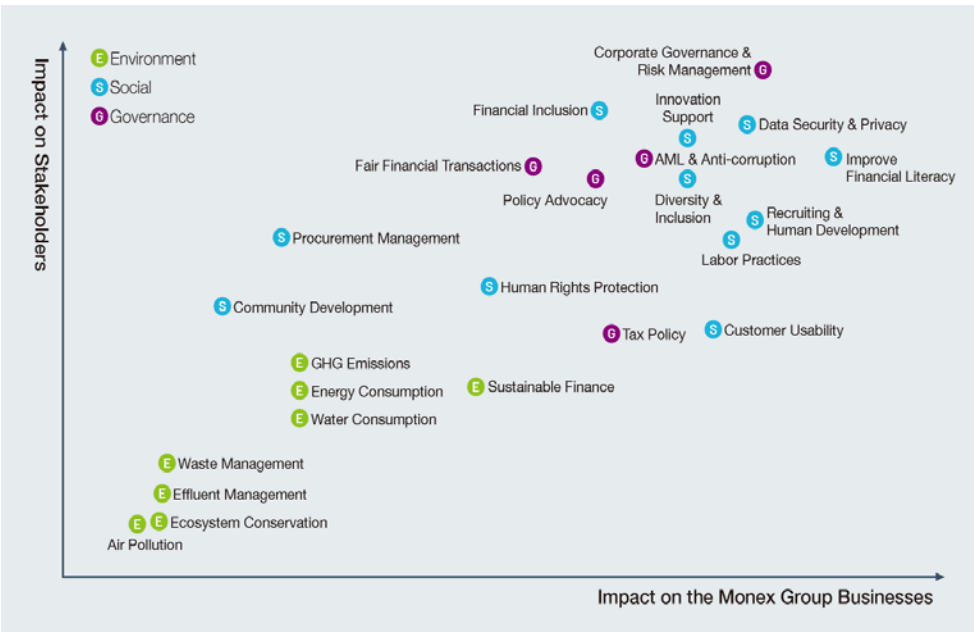 Impact on Stakeholders
E Environment
S Social
G Governance
Corporate Governance &
Risk Management G
Financial Inclusion S
Innovation
Support
S
S Data Security & Privacy
Fair Financial Transactions G
G
Policy Advocacy
G AML & Anti-corruption
S Improve
Financial Literacy
S
Diversity &
Inclusion
S Recruiting &
Human Development
S
Labor Practices
S Procurement Management
S Human Rights Protection
S Community Development
G Tax Policy
S Customer Usability
E GHG Emissions
E Energy Consumption
E Water Consumption
E Sustainable Finance
E Waste Management
E Effluent Management
E Ecosystem Conservation
E
Air Pollution
Impact on the Monex Group Businesses